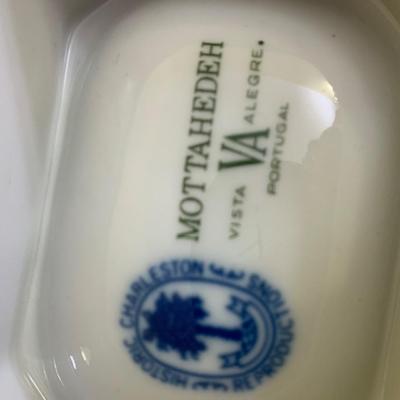 MOTTAHEDEH
VISTA VA ALEGRE.
PORTUGAL
HISTORIC CHARLESTON REPRODUCTIONS